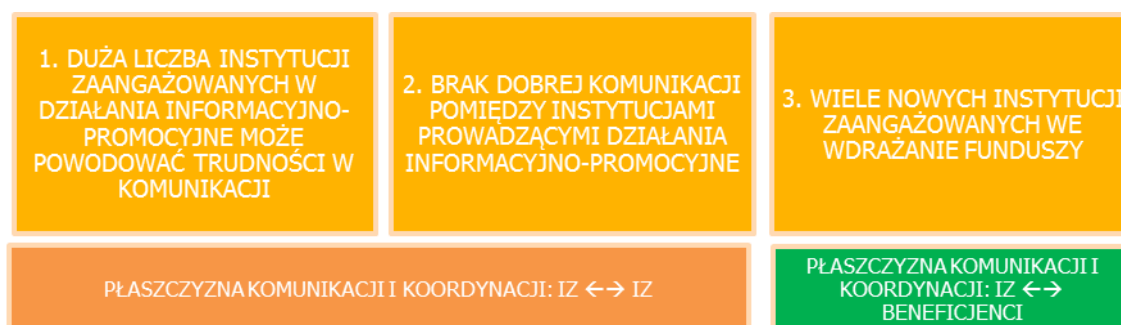 1. DUŻA LICZBA INSTYTUCJI
ZAANGAŻOWANYCH W
DZIAŁANIA INFORMACYJNO-
PROMOCYJNE MOŻE
POWODOWAĆ TRUDNOŚCI W
KOMUNIKACJI
2. BRAK DOBREJ KOMUNIKACJI
POMIĘDZY INSTYTUCJAMI
PROWADZĄCYMI DZIAŁANIA
INFORMACYJNO-PROMOCYJNE
3. WIELE NOWYCH INSTYTUCJI
ZAANGAŻOWANYCH WE
WDRAŻANIE FUNDUSZY
PŁASZCZYZNA KOMUNIKACJI I KOORDYNACJI: IZ ←→ IZ
PŁASZCZYZNA KOMUNIKACJI I
KOORDYNACJI: IZ ←→
BENEFICJENCI